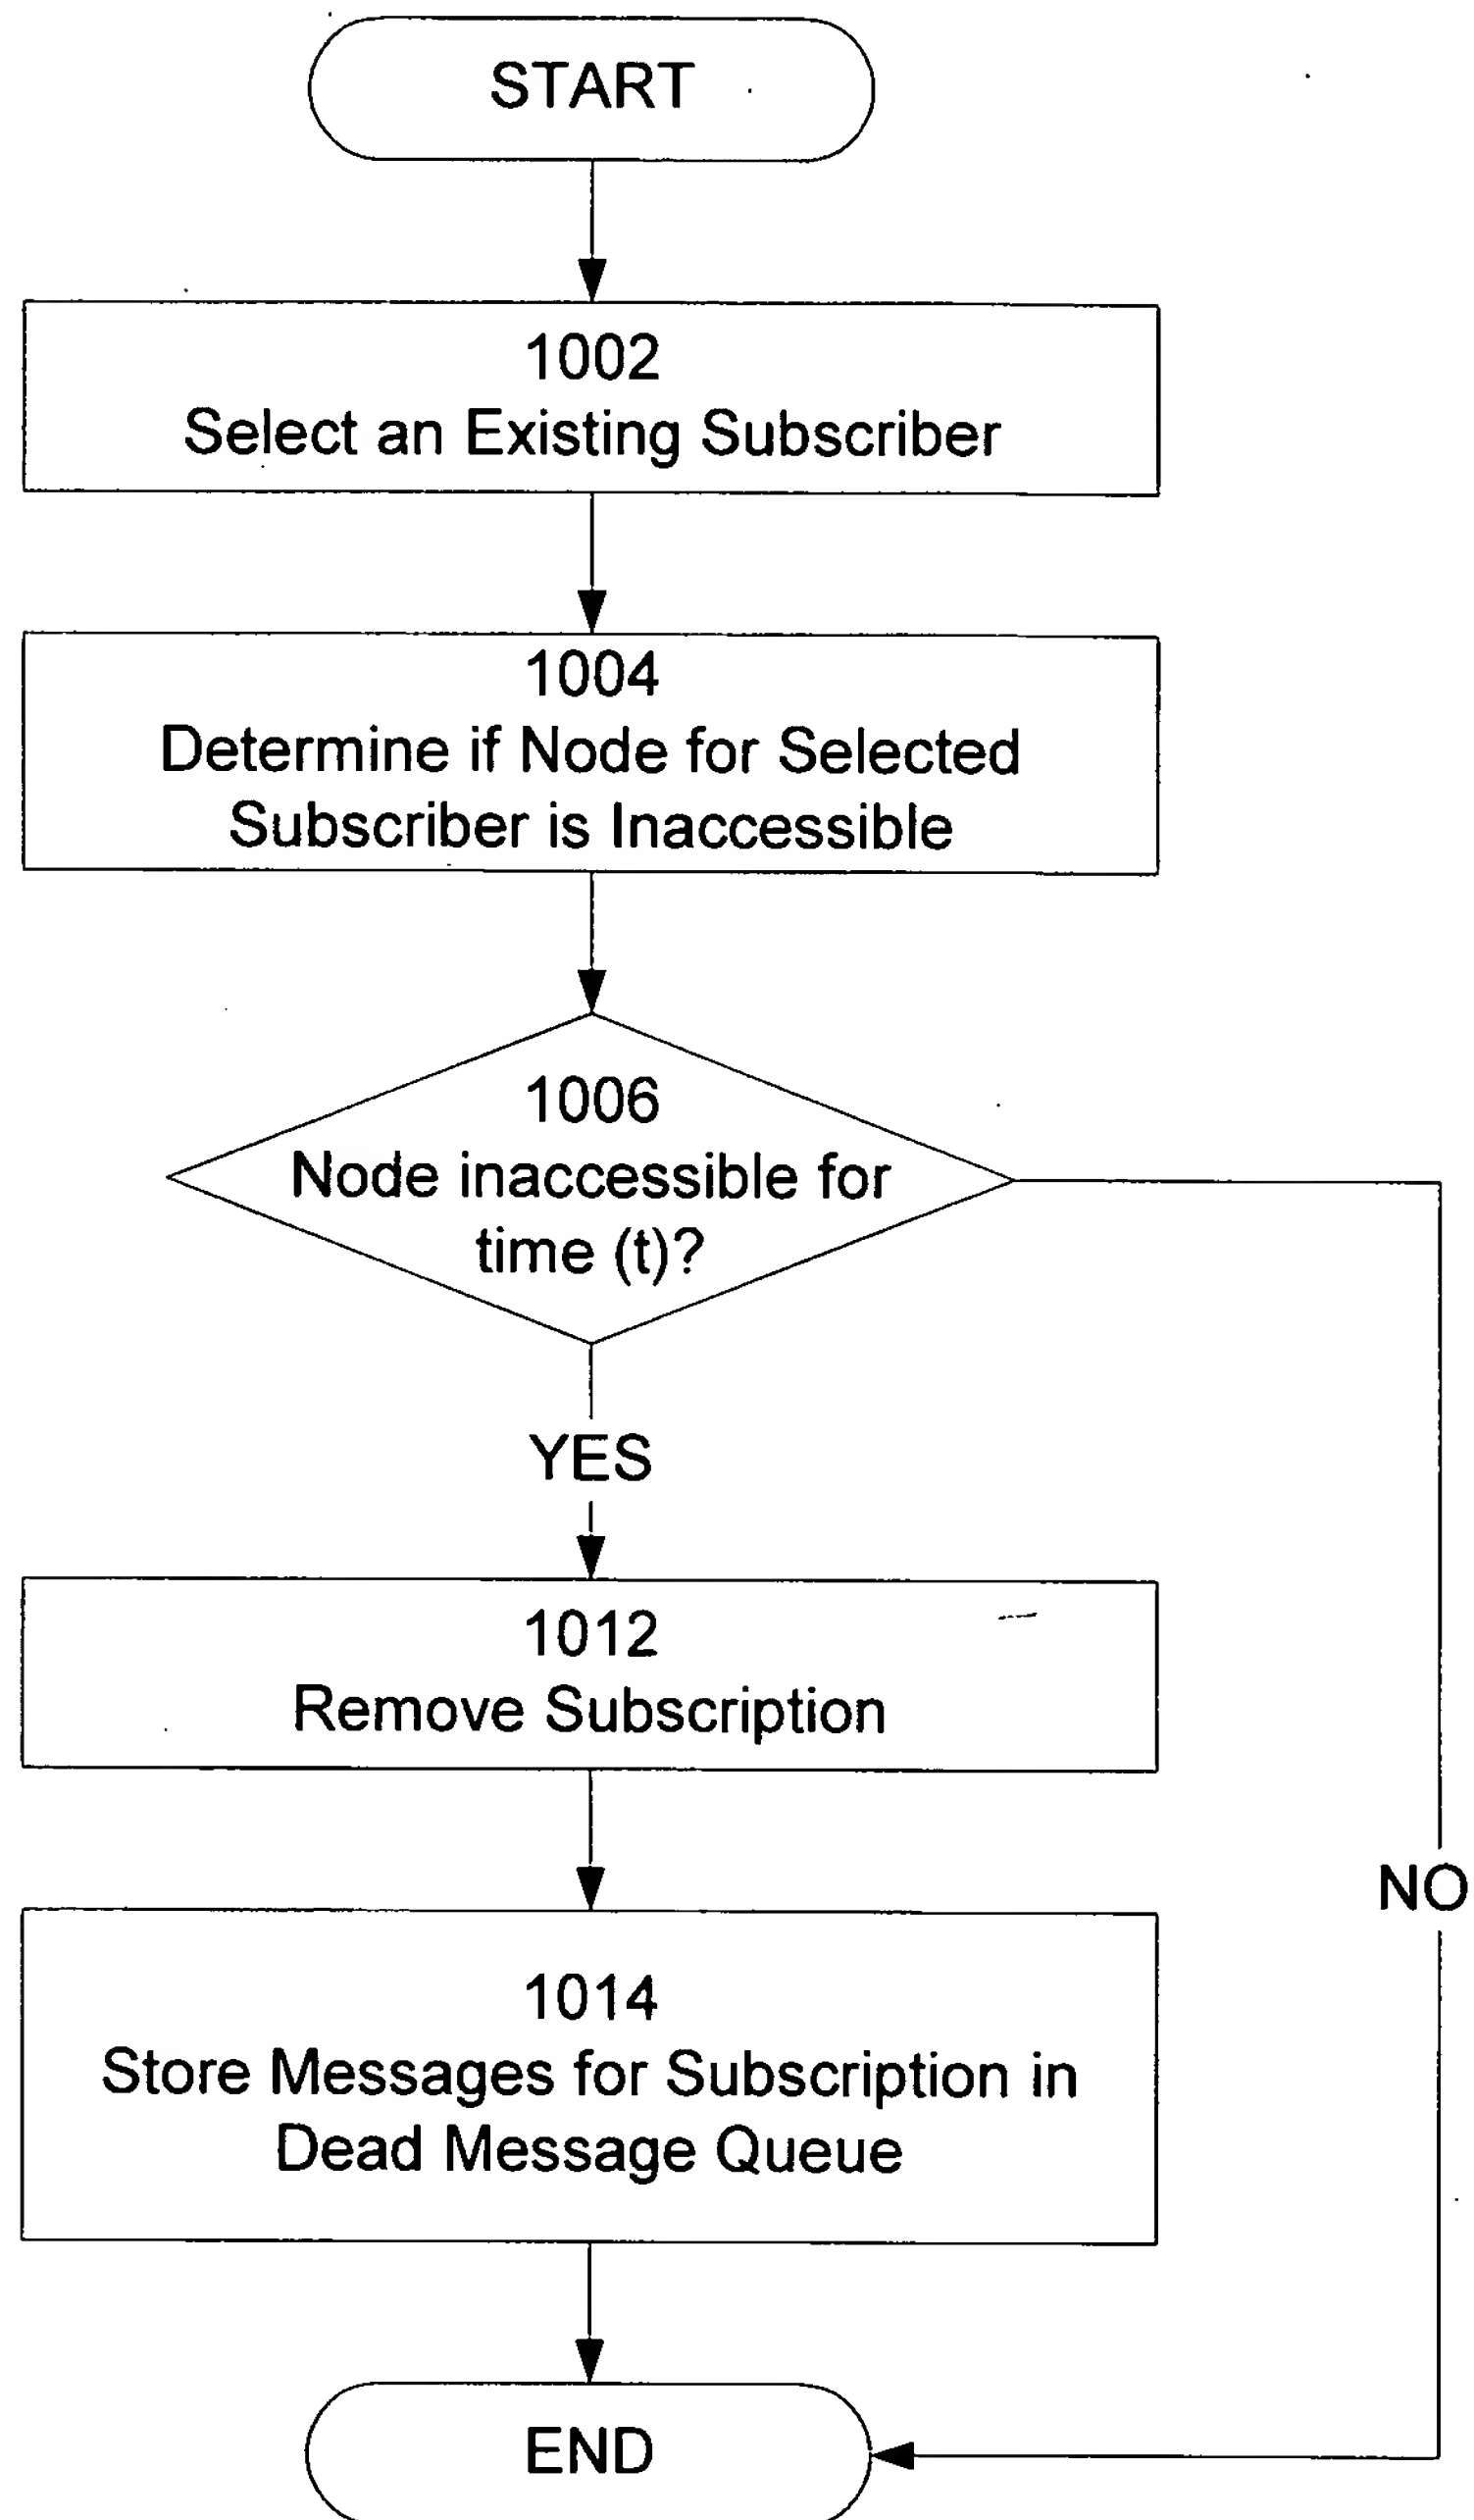 START
1002
Select an Existing Subscriber
1004
Determine if Node for Selected
Subscriber is Inaccessible
1006
Node inaccessible for
time (t)?
YES
1012
Remove Subscription
NO
1014
Store Messages for Subscription in
Dead Message Queue
END